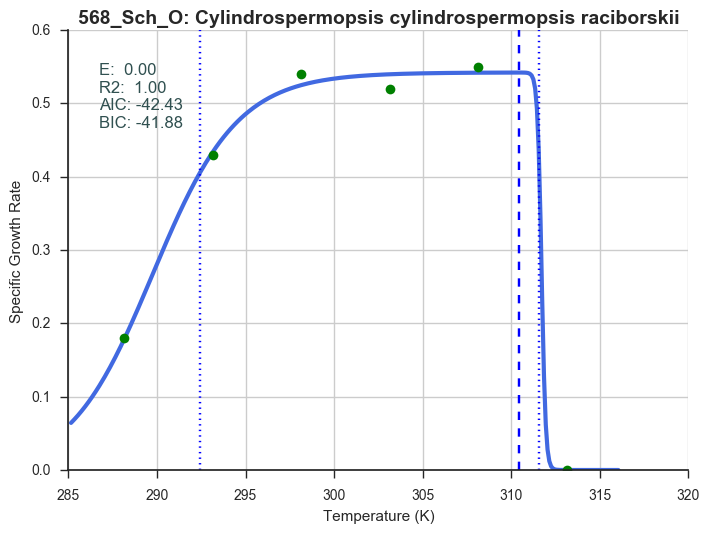 568_Sch_O: Cylindrospermopsis cylindrospermopsis raciborskii
0.6
E:  0.00
R2:  1.00
AIC: -42.43
BIC: -41.88
0.5
0.4
0.3
0.2
0.1
0.0
Specific Growth Rate
285 290 295 300 305 310 315 320
Temperature (K)